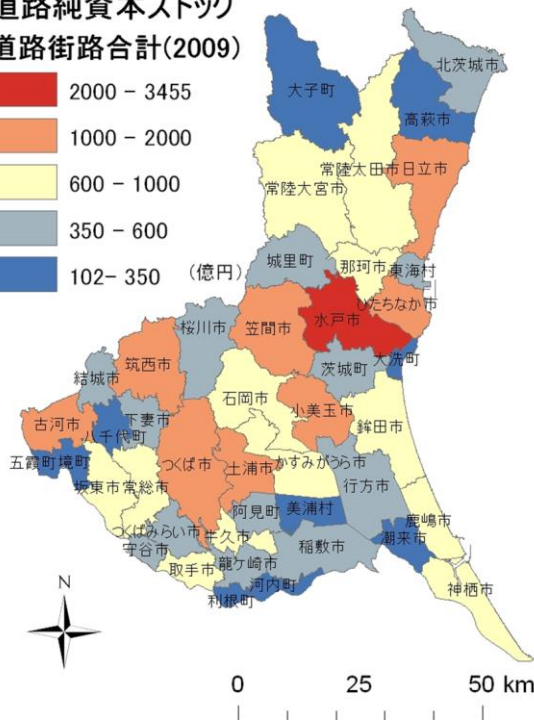 道路純資本ストック
道路街路合計(2009)
2000 - 3455
1000 - 2000
600 - 1000
350 - 600
102- 350 (億円)
北茨城市
大子町
高萩市
常陸太田市
日立市
常陸大宮市
城里町
那珂市
東海村
ひたちなか市
水戸市
笠間市
桜川市
大洗町
茨城町
筑西市
結城市
石岡市
小美玉市
下妻市
古河市
八千代町
鉾田市
五霞町
境町
つくば市
土浦市
かすみがうら市
行方市
坂東市
常総市
阿見町
美浦村
鹿嶋市
潮来市
つくばみらい市
牛久市
守谷市
稲敷市
取手市
龍ケ崎市
河内町
利根町
神栖市
N
0 25 50 km